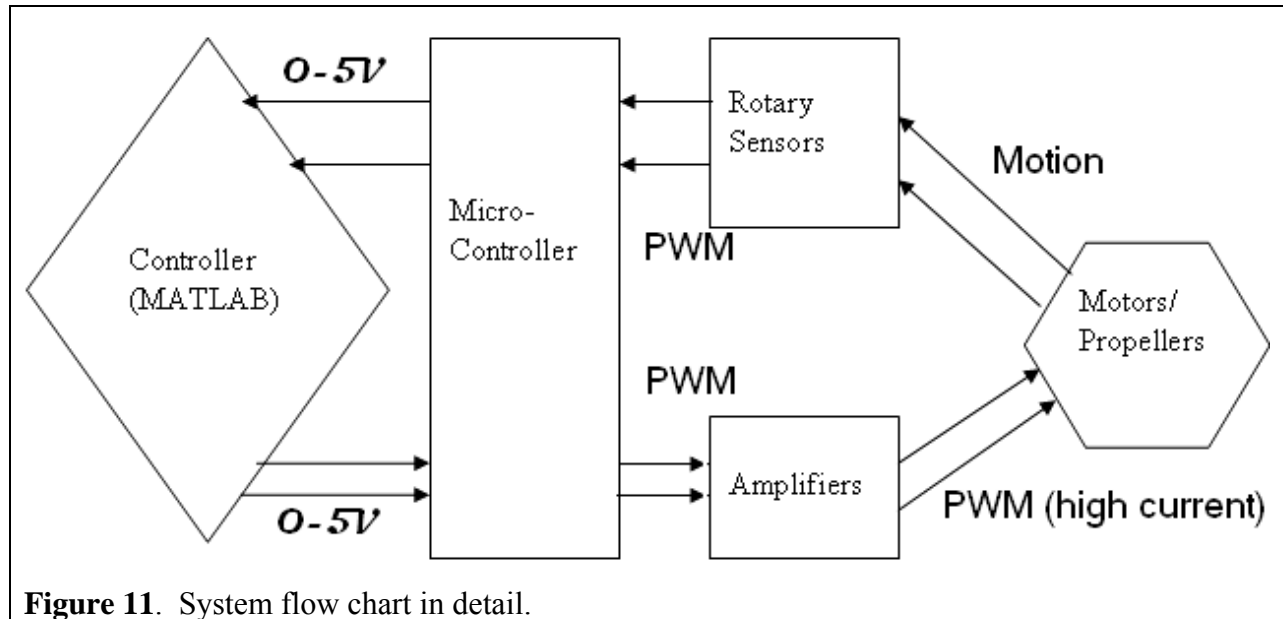 0-5V
Rotary
Sensors
Motion
Micro-
Controller
PWM
Controller
(MATLAB)
Motors/
Propellers
PWM
Amplifiers
PWM (high current)
0-5V
Figure 11.  System flow chart in detail.